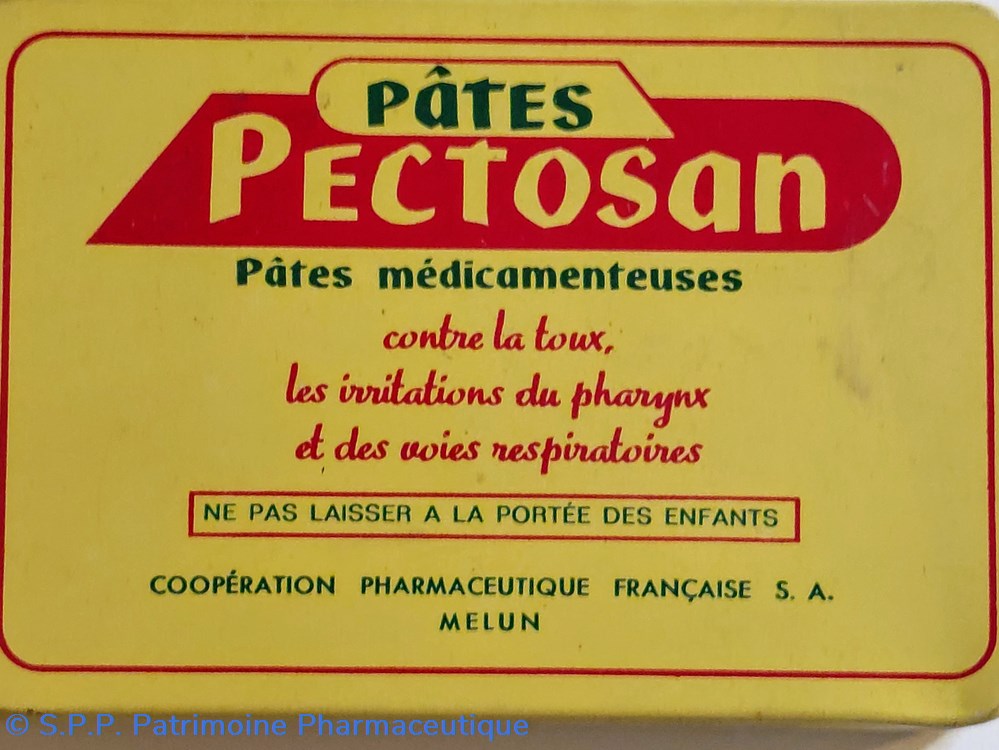 PÂTES
PECTOSAN
Pâtes médicamenteuses
contre la toux,
les irritations du pharynx
et des voies respiratoires
NE PAS LAISSER A LA PORTÉE DES ENFANTS
COOPÉRATION PHARMACEUTIQUE FRANÇAISE S. A.
MELUN
© S.P.P. Patrimoine Pharmaceutique